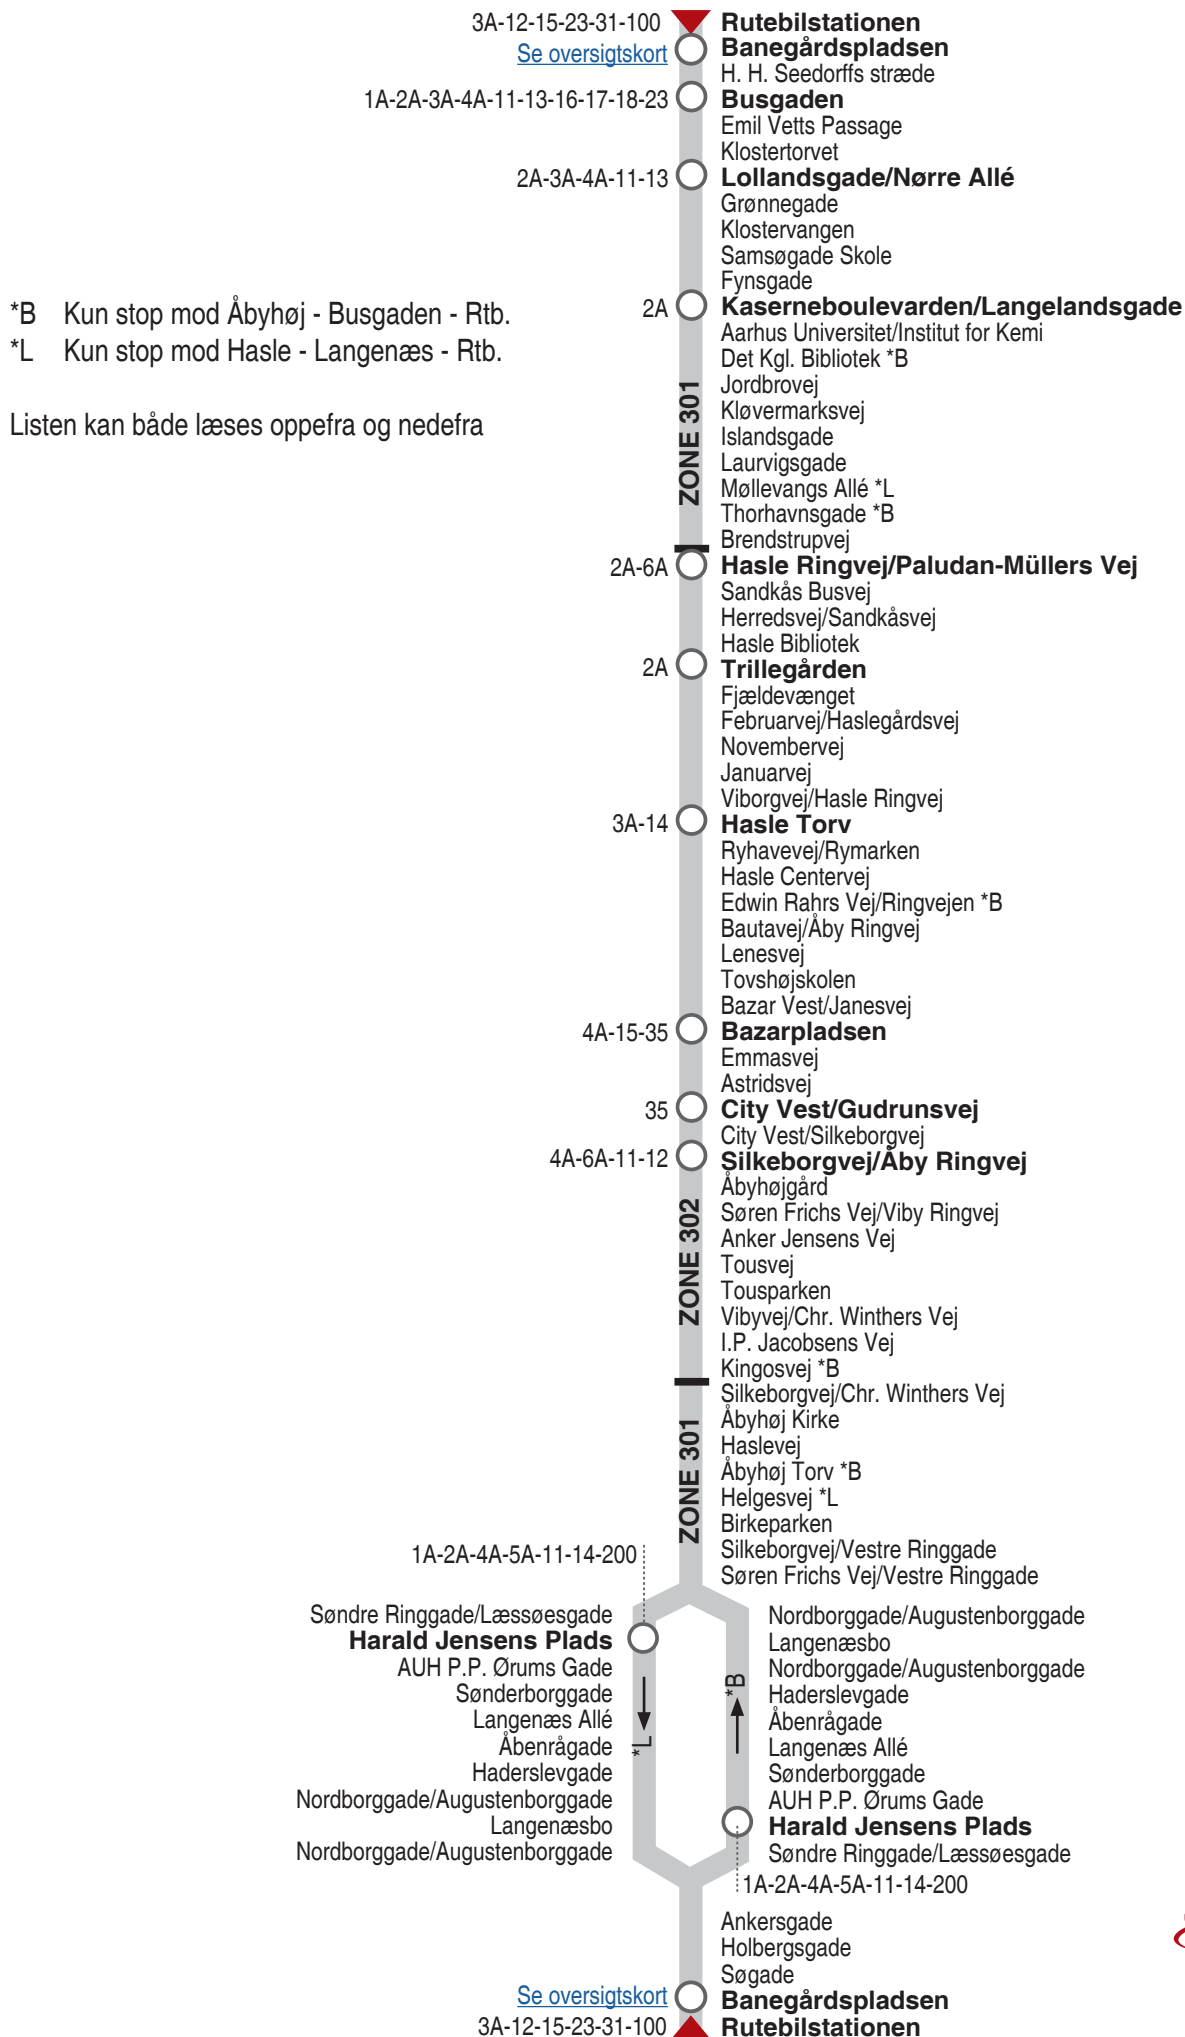 3A-12-15-23-31-100 Rutebilstationen
Se oversigtskort Banegårdspladsen
H. H. Seedorffs stræde
1A-2A-3A-4A-11-13-16-17-18-23 Busgaden
Emil Vetts Passage
Klostertorvet
2A-3A-4A-11-13 Lollandsgade/Nørre Allé
Grønnegade
Klostervangen
Samsøgade Skole
Fynsgade
2A Kaserneboulevarden/Langelandsgade
*B Kun stop mod Åbyhøj - Busgaden - Rtb.
*L Kun stop mod Hasle - Langenæs - Rtb.
Listen kan både læses oppefra og nedefra
Aarhus Universitet/Institut for Kemi
Det Kgl. Bibliotek *B
Jordbrovej
Kløvermarksvej
Islandsgade
Laurvigsgade
Møllevangs Allé *L
Thorhavnsgade *B
Brendstrupvej
ZONE 301
2A-6A Hasle Ringvej/Paludan-Müllers Vej
Sandkås Busvej
Herredsvej/Sandkåsvej
Hasle Bibliotek
2A Trillegården
Fjældevænget
Februarvej/Haslegårdsvej
Novembervej
Januarvej
Viborgvej/Hasle Ringvej
3A-14 Hasle Torv
Ryhavevej/Rymarken
Hasle Centervej
Edwin Rahrs Vej/Ringvejen *B
Bautavej/Åby Ringvej
Lenesvej
Tovshøjskolen
Bazar Vest/Janesvej
4A-15-35 Bazarpladsen
Emmasvej
Astridsvej
35 City Vest/Gudrunsvej
City Vest/Silkeborgvej
4A-6A-11-12 Silkeborgvej/Åby Ringvej
Åbyhøjgård
Søren Frichs Vej/Viby Ringvej
Anker Jensens Vej
Tousvej
Tousparken
Vibyvej/Chr. Winthers Vej
I.P. Jacobsens Vej
Kingosvej *B
ZONE 302
Silkeborgvej/Chr. Winthers Vej
Åbyhøj Kirke
Haslevej
Åbyhøj Torv *B
Helgesvej *L
Birkeparken
Silkeborgvej/Vestre Ringgade
Søren Frichs Vej/Vestre Ringgade
ZONE 301
1A-2A-4A-5A-11-14-200
Søndre Ringgade/Læssøesgade
Harald Jensens Plads
AUH P.P. Ørums Gade
Sønderborggade
Langenæs Allé
Åbenrågade
Haderslevgade
Nordborggade/Augustenborggade
Langenæsbo
Nordborggade/Augustenborggade
*L
*B
Nordborggade/Augustenborggade
Langenæsbo
Nordborggade/Augustenborggade
Haderslevgade
Åbenrågade
Langenæs Allé
Sønderborggade
AUH P.P. Ørums Gade
Harald Jensens Plads
Søndre Ringgade/Læssøesgade
1A-2A-4A-5A-11-14-200
Ankersgade
Holbergsgade
Søgade
Se oversigtskort Banegårdspladsen
3A-12-15-23-31-100 Rutebilstationen